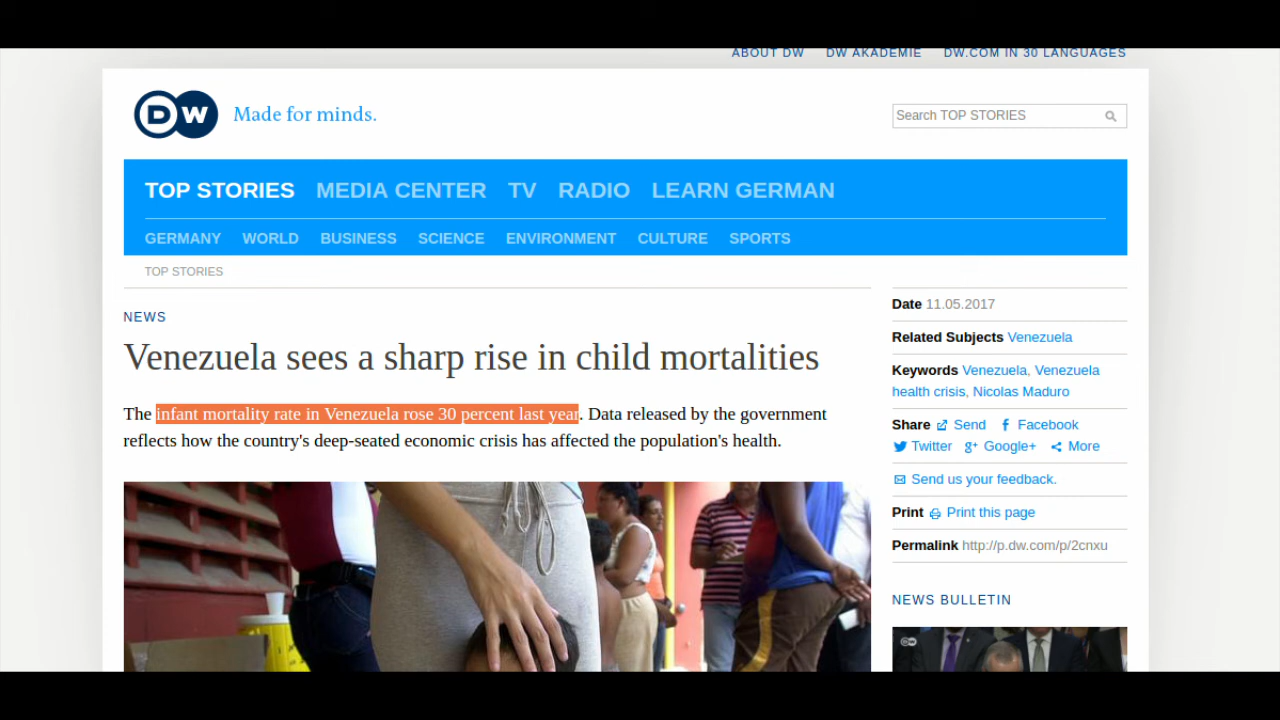 ABOUT DW DW AKADEMIE DW.COM IN 30 LANGUAGES
DW Made for minds.
Search TOP STORIES
TOP STORIES MEDIA CENTER TV RADIO LEARN GERMAN
GERMANY WORLD BUSINESS SCIENCE ENVIRONMENT CULTURE SPORTS
TOP STORIES
NEWS
Venezuela sees a sharp rise in child mortalities
The infant mortality rate in Venezuela rose 30 percent last year. Data released by the government
reflects how the country's deep-seated economic crisis has affected the population's health.
Date 11.05.2017
Related Subjects Venezuela
Keywords Venezuela, Venezuela
health crisis, Nicolas Maduro
Share Send Facebook
Twitter Google+ More
Send us your feedback.
Print Print this page
Permalink http://p.dw.com/p/2cnxu
NEWS BULLETIN
DW